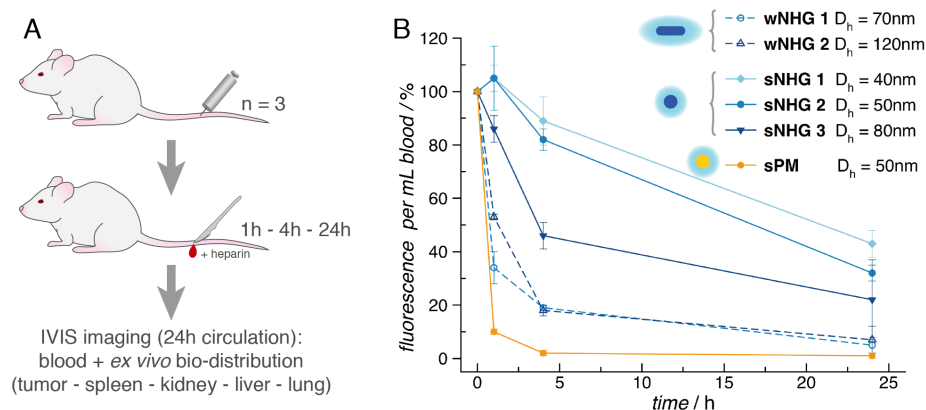 A
n = 3
1h - 4h - 24h
+ heparin
IVIS imaging (24h circulation):
blood + ex vivo bio-distribution
(tumor - spleen - kidney - liver - lung)
B
wNHG 1 Dh = 70nm
wNHG 2 Dh = 120nm
sNHG 1 Dh = 40nm
sNHG 2 Dh = 50nm
sNHG 3 Dh = 80nm
sPM Dh = 50nm
fluorescence per mL blood / %
120
100
80
60
40
20
0
0 5 10 15 20 25
time / h